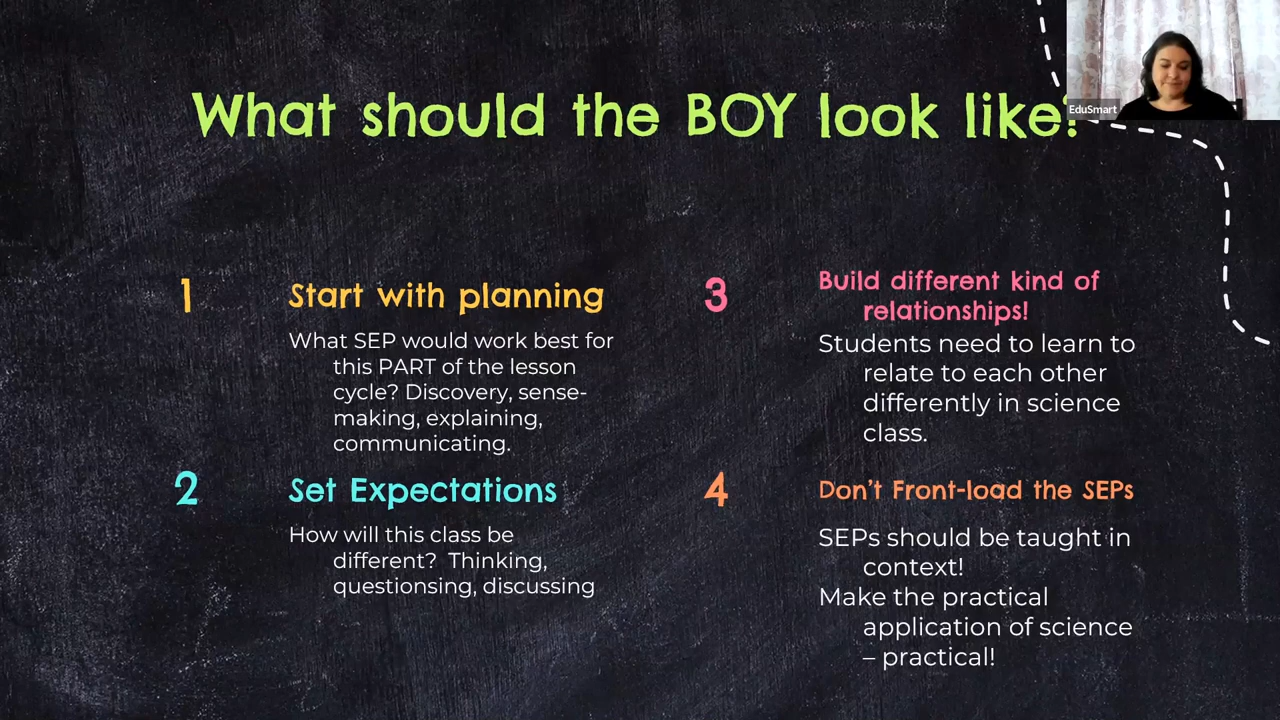 What should the BOY look like?
EduSmart
1
Start with planning
What SEP would work best for
this PART of the lesson
cycle? Discovery, sense-
making, explaining,
communicating.
2
Set Expectations
How will this class be
different?  Thinking,
questionsing, discussing
3
Build different kind of
relationships!
Students need to learn to
relate to each other
differently in science
class.
4
Don't Front-load the SEPs
SEPs should be taught in
context!
Make the practical
application of science
– practical!